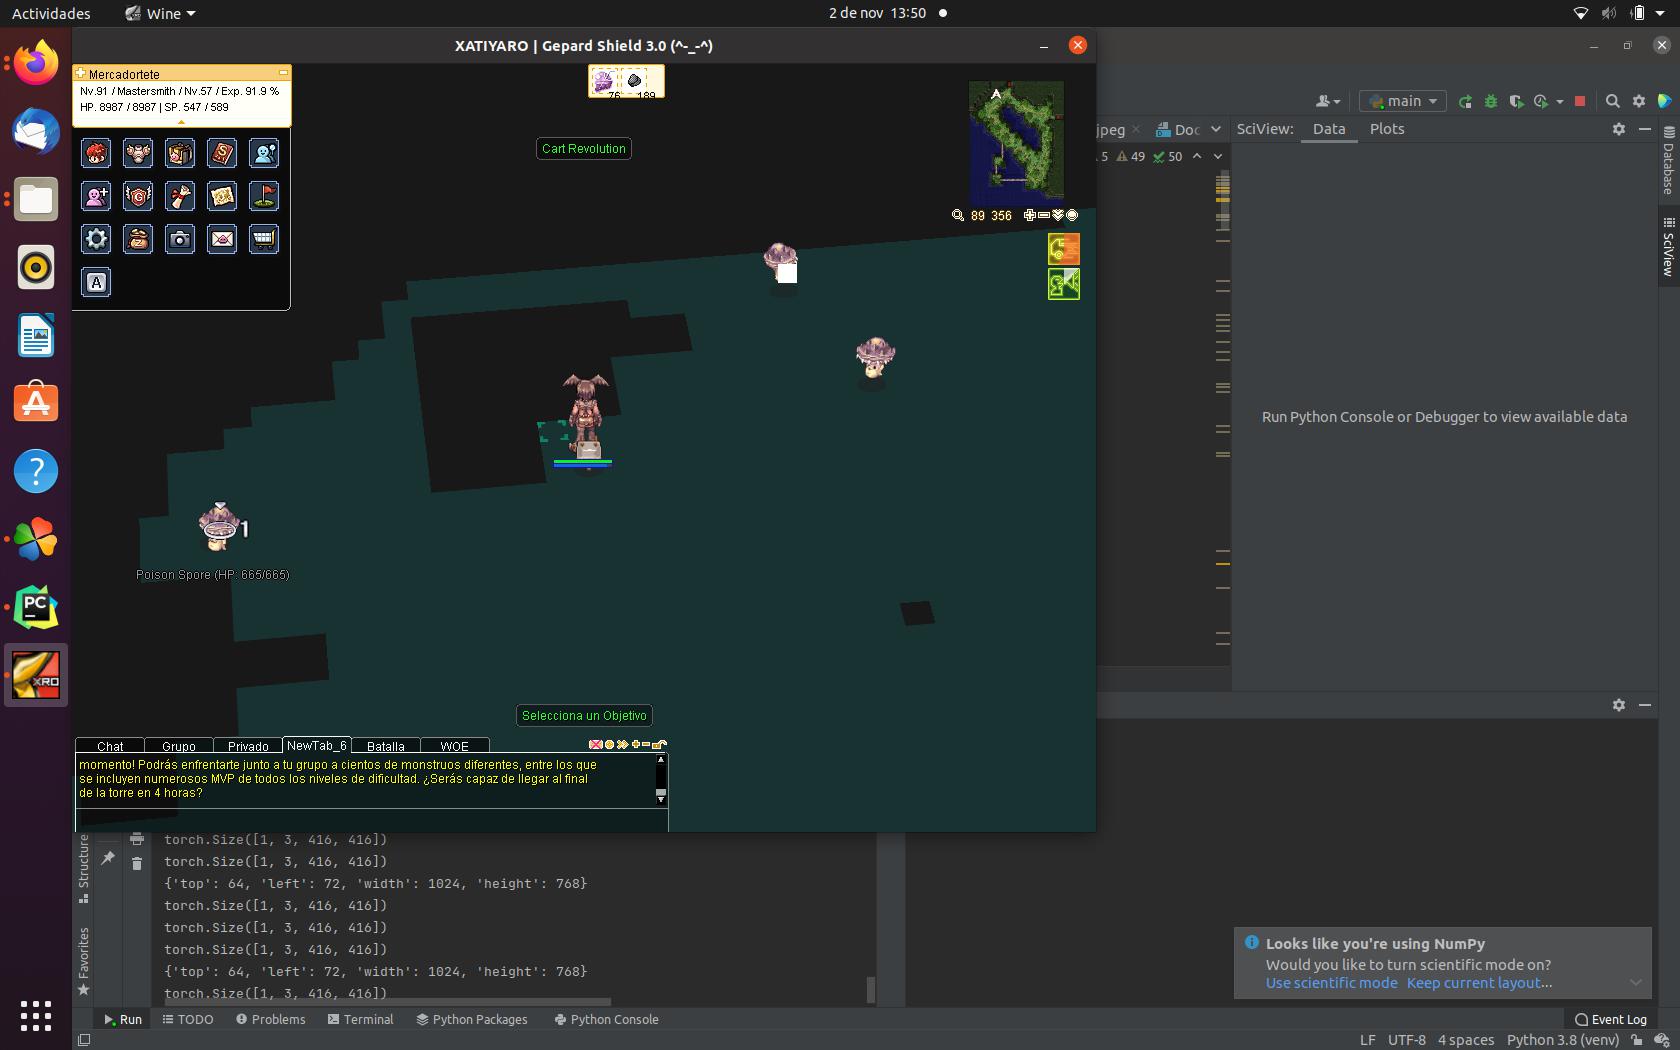 Actividades
Wine
2 de nov 13:50
XATIYARO | Gepard Shield 3.0 (^-_-^)
Mercadortete
Nv.91 / Mastersmith / Nv.57 / Exp. 91.9 %
HP. 8987 / 8987 | SP. 547 / 589
76 189
Cart Revolution
89 356
A
1
Poison Spore (HP: 665/665)
Selecciona un Objetivo
Chat Grupo Privado NewTab_6 Batalla WOE
momento! Podrás enfrentarte junto a tu grupo a cientos de monstruos diferentes, entre los que
se incluyen numerosos MVP de todos los niveles de dificultad. ¿Serás capaz de llegar al final
de la torre en 4 horas?
main
jpeg
Doc
SciView:
Data
Plots
5 49 50
Database
SciView
Run Python Console or Debugger to view available data
PC
XRO
Structure
Favorites
torch.Size([1, 3, 416, 416])
torch.Size([1, 3, 416, 416])
{'top': 64, 'left': 72, 'width': 1024, 'height': 768}
torch.Size([1, 3, 416, 416])
torch.Size([1, 3, 416, 416])
torch.Size([1, 3, 416, 416])
{'top': 64, 'left': 72, 'width': 1024, 'height': 768}
torch.Size([1, 3, 416, 416])
Looks like you're using NumPy
Would you like to turn scientific mode on?
Use scientific mode Keep current layout...
Run
TODO
Problems
Terminal
Python Packages
Python Console
Event Log
LF UTF-8 4 spaces Python 3.8 (venv)